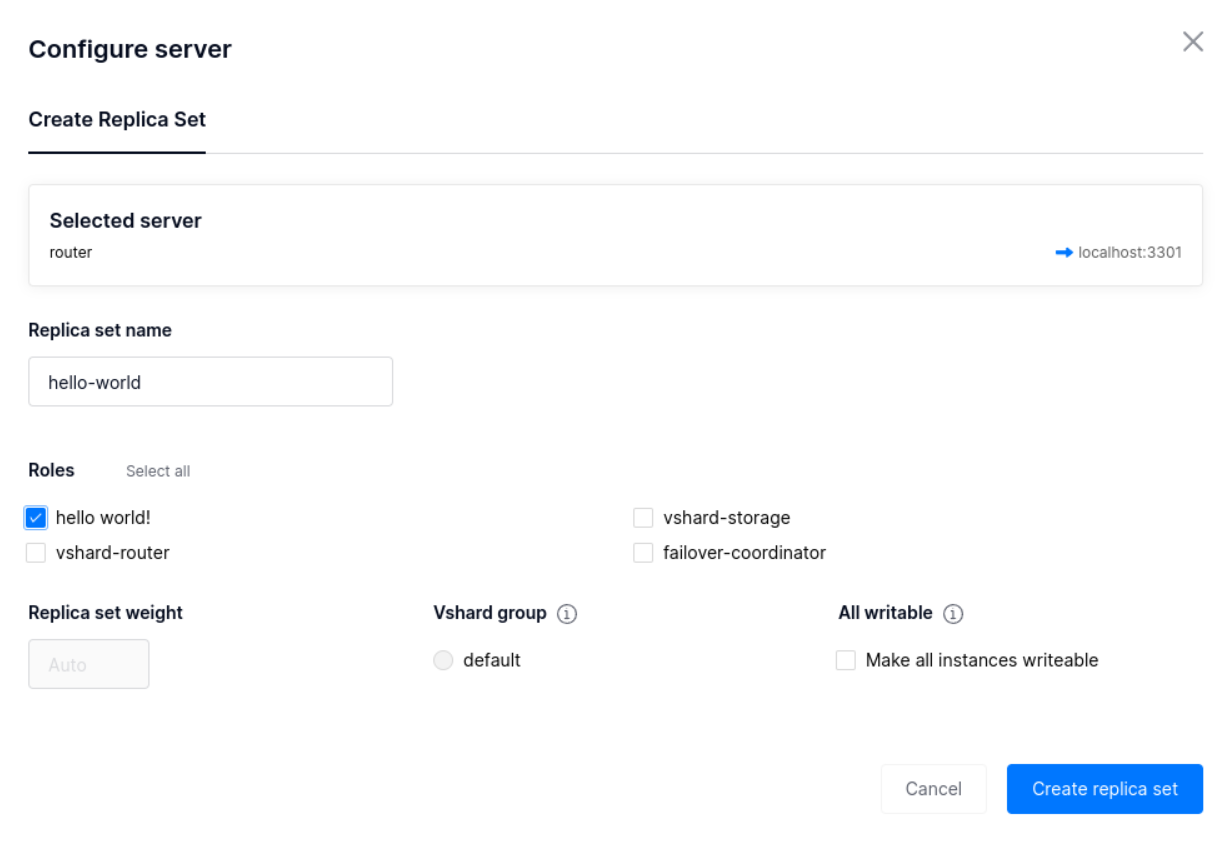 Configure server
Create Replica Set
Selected server
router localhost:3301
Replica set name
hello-world
Roles Select all
hello world! vshard-storage
vshard-router failover-coordinator
Replica set weight Vshard group All writable
Auto default Make all instances writeable
Cancel Create replica set